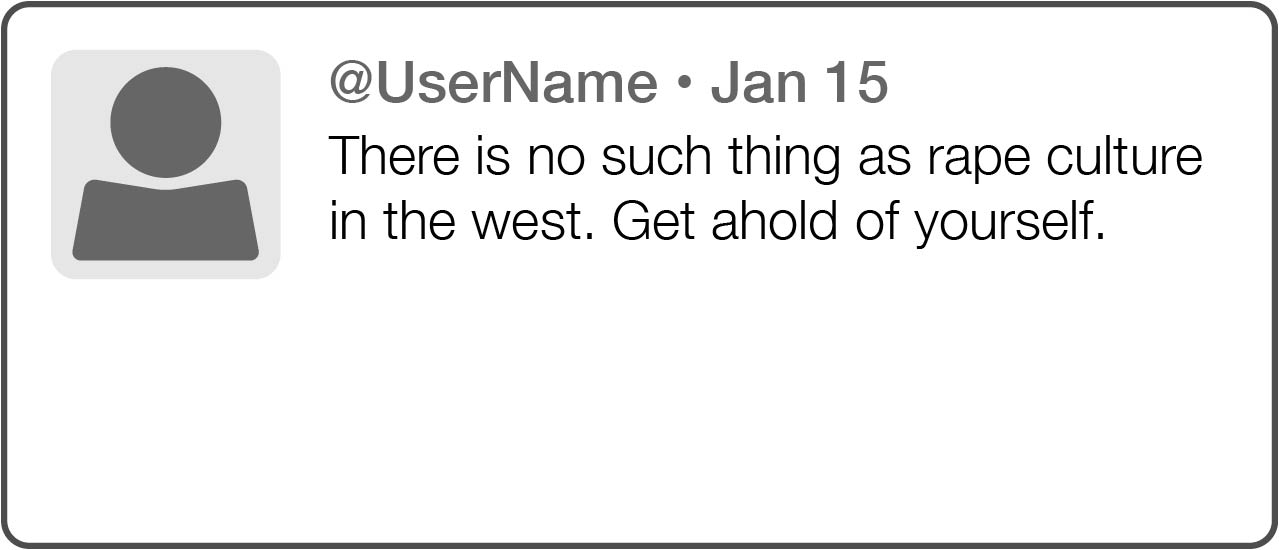 @UserName • Jan 15
There is no such thing as rape culture
in the west. Get ahold of yourself.